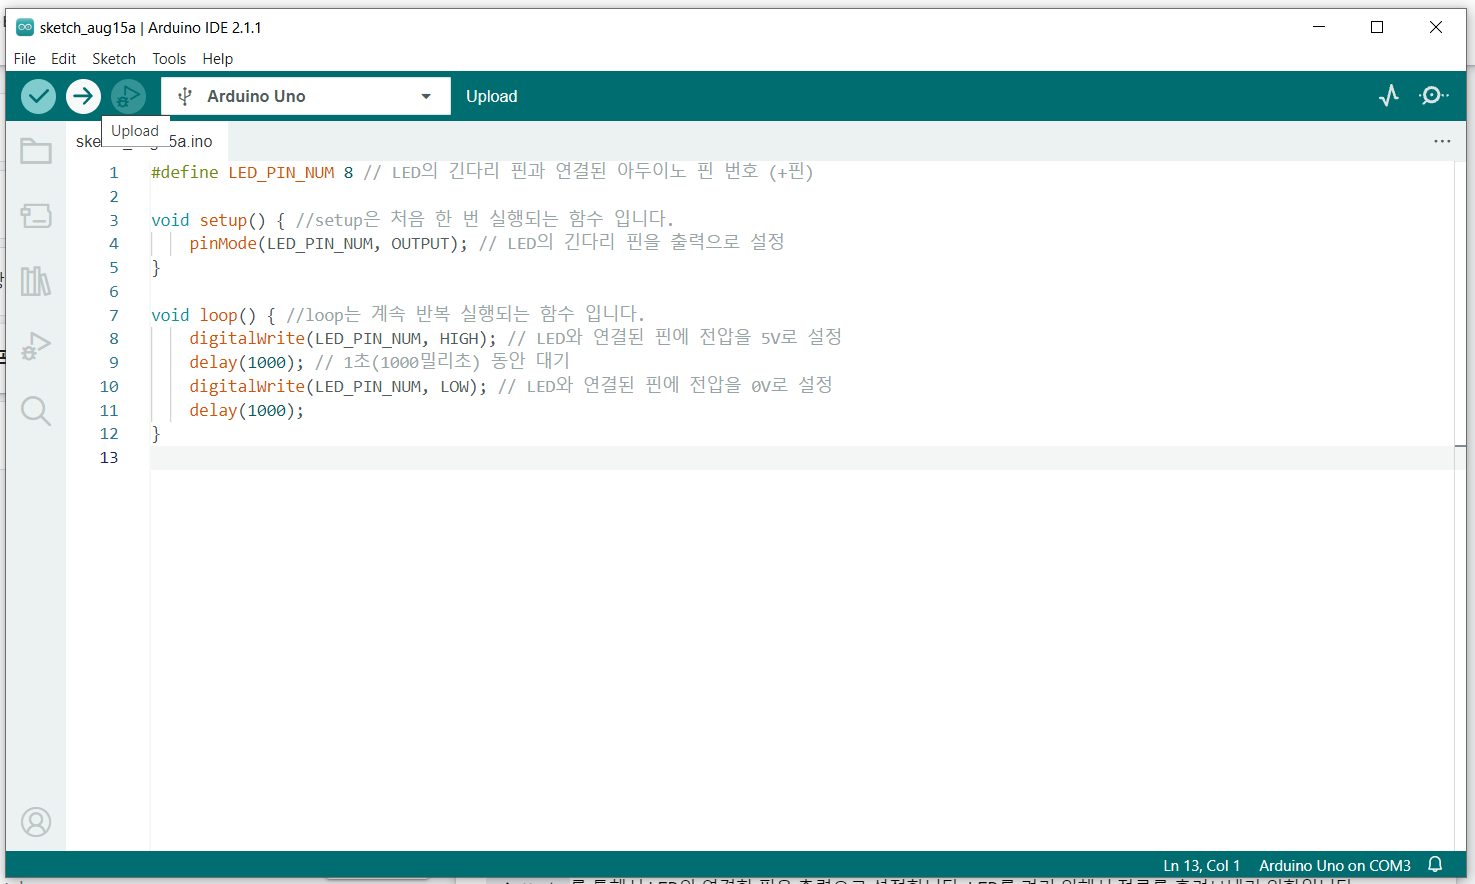 sketch_aug15a | Arduino IDE 2.1.1
File Edit Sketch Tools Help
Arduino Uno
Upload
Upload
ske 15a.ino
1 #define LED_PIN_NUM 8 // LED의 긴다리 핀과 연결된 아두이노 핀 번호 (+핀)
2
3 void setup() { //setup은 처음 한 번 실행되는 함수 입니다.
4 pinMode(LED_PIN_NUM, OUTPUT); // LED의 긴다리 핀을 출력으로 설정
5 }
6
7 void loop() { //loop는 계속 반복 실행되는 함수 입니다.
8 digitalWrite(LED_PIN_NUM, HIGH); // LED와 연결된 핀에 전압을 5V로 설정
9 delay(1000); // 1초(1000밀리초) 동안 대기
10 digitalWrite(LED_PIN_NUM, LOW); // LED와 연결된 핀에 전압을 0V로 설정
11 delay(1000);
12 }
13
Ln 13, Col 1 Arduino Uno on COM3